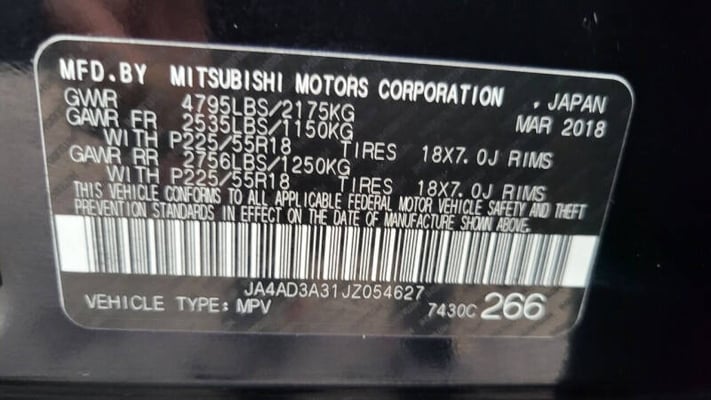 MFD.BY MITSUBISHI MOTORS CORPORATION , JAPAN
GVWR 4795LBS/2175KG MAR 2018
GAWR FR 2535LBS/1150KG
WITH P225/55R18 TIRES 18X7.0J RIMS
GAWR RR 2756LBS/1250KG
WITH P225/55R18 TIRES 18X7.0J RIMS
THIS VEHICLE CONFORMS TO ALL APPLICABLE FEDERAL MOTOR VEHICLE SAFETY AND THEFT
PREVENTION STANDARDS IN EFFECT ON THE DATE OF MANUFACTURE SHOWN ABOVE.
JA4AD3A31JZ054627
VEHICLE TYPE: MPV 7430C 266